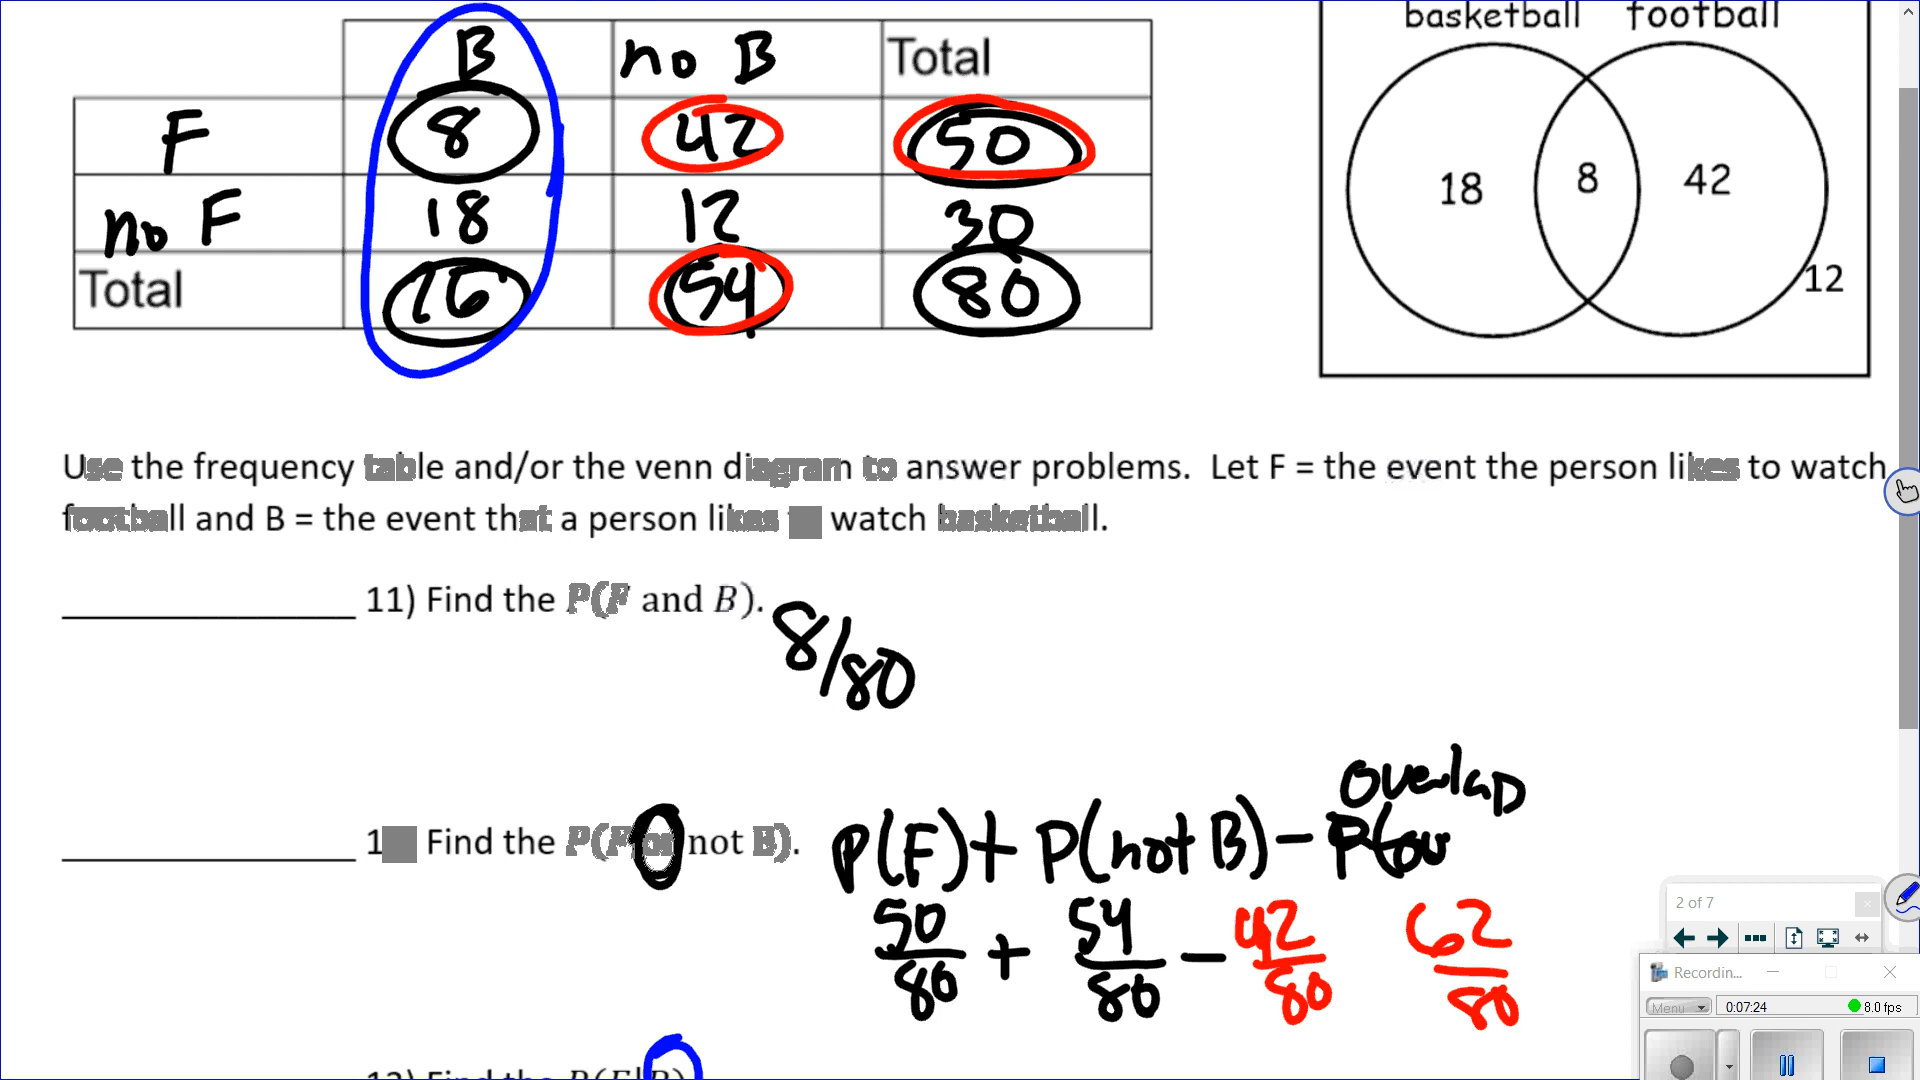 B no B Total
F 8 42 50
no F 18 12 30
Total 26 54 80
basketball football
18 8 42
12
Use the frequency table and/or the venn diagram to answer problems. Let F = the event the person likes to watch
football and B = the event that a person likes watch basketball.
11) Find the P(F and B).
8/80
Find the P(F or not B).
overlap
P(F) + P(not B) - P(ov
50/80 + 54/80 - 42/80 62/80
Find the P(F|B)
2 of 7
Recordin...
Menu 0:07:24 8.0 fps